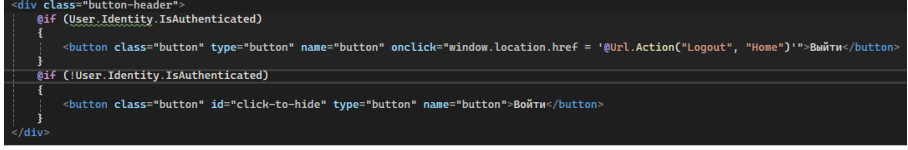 <div class="button-header">
@if (User.Identity.IsAuthenticated)
{
<button class="button" type="button" name="button" onclick="window.location.href = '@Url.Action("Logout", "Home")'">Выйти</button>
}
@if (!User.Identity.IsAuthenticated)
{
<button class="button" id="click-to-hide" type="button" name="button">Войти</button>
}
</div>